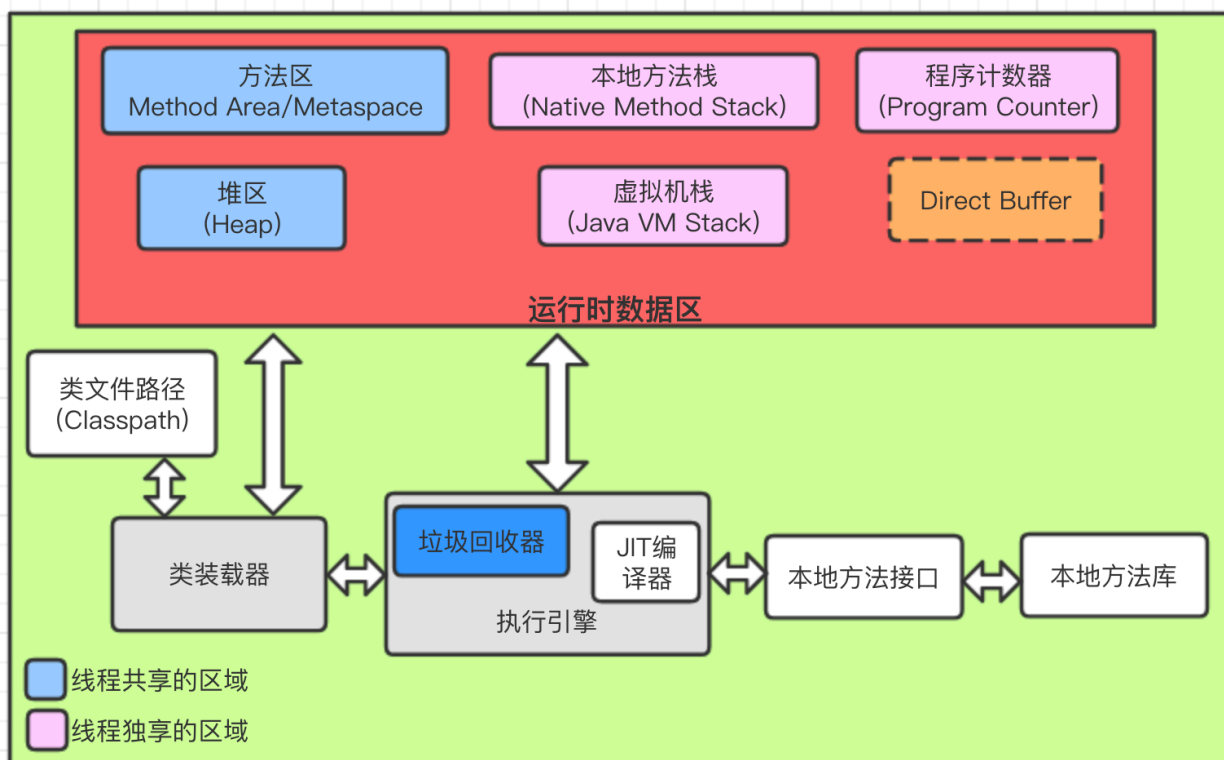 方法区
Method Area/Metaspace
本地方法栈
(Native Method Stack)
程序计数器
(Program Counter)
堆区
(Heap)
虚拟机栈
(Java VM Stack)
Direct Buffer
运行时数据区
类文件路径
(Classpath)
类装载器
垃圾回收器
JIT编
译器
执行引擎
本地方法接口
本地方法库
线程共享的区域
线程独享的区域